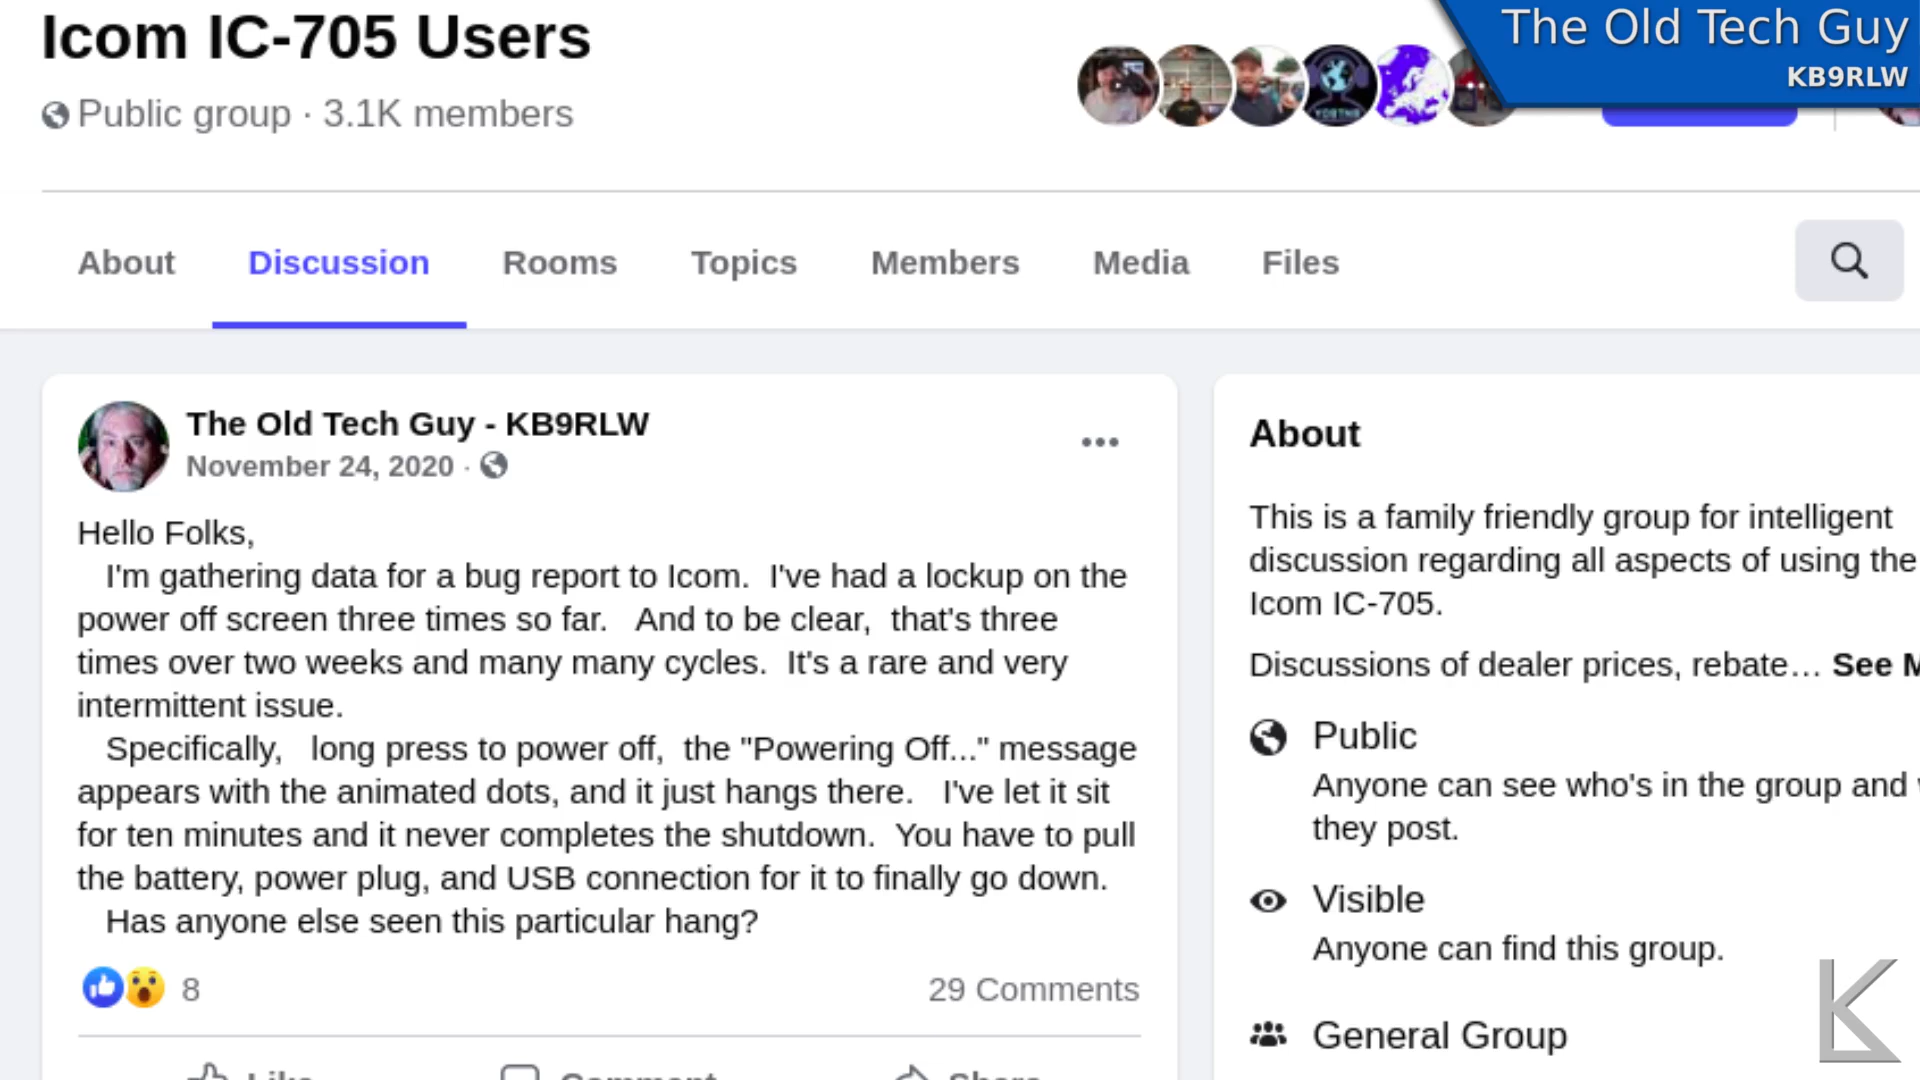 Icom IC-705 Users
The Old Tech Guy
KB9RLW
Public group · 3.1K members
About Discussion Rooms Topics Members Media Files
The Old Tech Guy - KB9RLW
November 24, 2020 ·
Hello Folks,
I'm gathering data for a bug report to Icom. I've had a lockup on the
power off screen three times so far. And to be clear, that's three
times over two weeks and many many cycles. It's a rare and very
intermittent issue.
Specifically, long press to power off, the "Powering Off..." message
appears with the animated dots, and it just hangs there. I've let it sit
for ten minutes and it never completes the shutdown. You have to pull
the battery, power plug, and USB connection for it to finally go down.
Has anyone else seen this particular hang?
8
29 Comments
Like Comment Share
About
This is a family friendly group for intelligent
discussion regarding all aspects of using the
Icom IC-705.
Discussions of dealer prices, rebate… See M
Public
Anyone can see who's in the group and
they post.
Visible
Anyone can find this group.
General Group
K